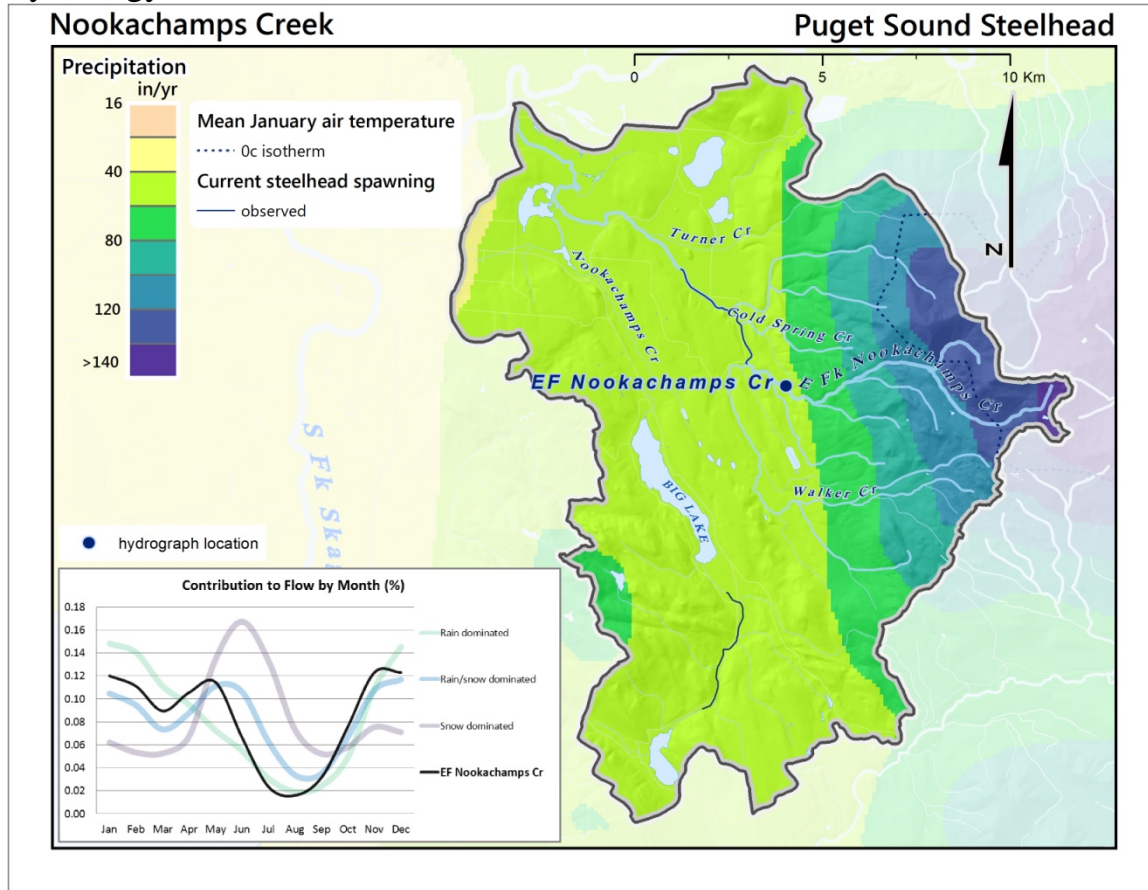 Nookachamps Creek
Puget Sound Steelhead
Precipitation
in/yr
16
40
80
120
>140
Mean January air temperature
0c isotherm
Current steelhead spawning
observed
0 5 10 Km
N
Turner Cr
Nookachamps Cr
Cold Spring Cr
EF Nookachamps Cr
E Fk Nookachamps Cr
Walker Cr
BIG LAKE
S Fk Ska
hydrograph location
Contribution to Flow by Month (%)
0.18
0.16
0.14
0.12
0.10
0.08
0.06
0.04
0.02
0.00
Jan Feb Mar Apr May Jun Jul Aug Sep Oct Nov Dec
Rain dominated
Rain/snow dominated
Snow dominated
EF Nookachamps Cr